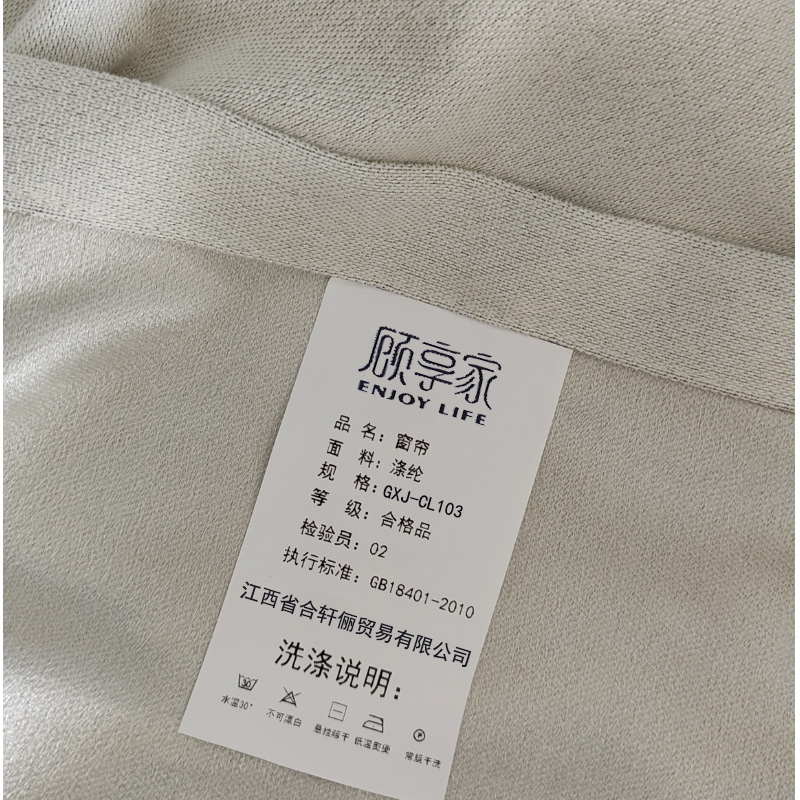 顾享家
ENJOY LIFE
品 名：窗帘
面 料：涤纶
规 格：GXJ-CL103
等 级：合格品
检验员：02
执行标准：GB18401-2010
江西省合轩俪贸易有限公司
洗涤说明：
30
P
水温30° 不可漂白 悬挂晾干 低温熨烫 常规干洗